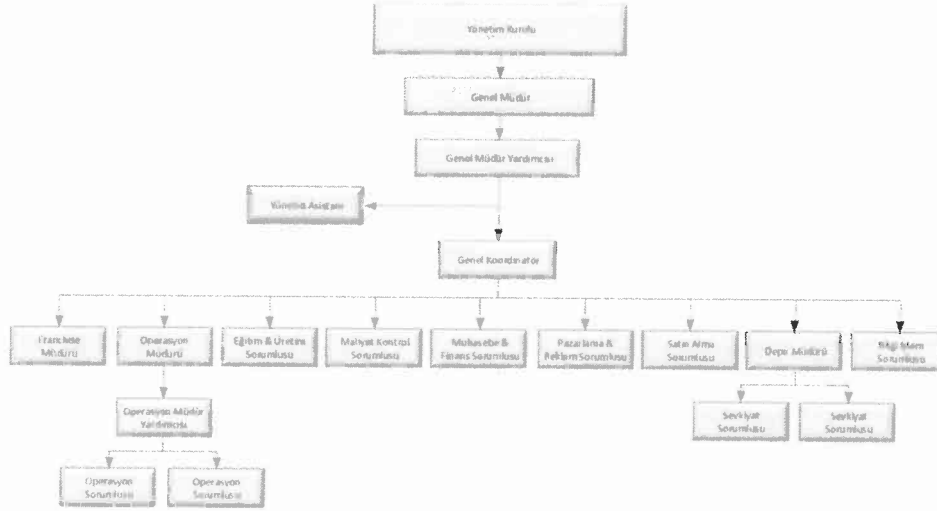 Yönetim Kurulu
Genel Müdür
Genel Müdür Yardımcısı
Yönetici Asistanı
Genel Koordinatör
Franchise
Müdürü
Operasyon
Müdürü
Eğitim & Üretim
Sorumlusu
Maliyet Kontrol
Sorumlusu
Muhasebe &
Finans Sorumlusu
Pazarlama &
Reklam Sorumlusu
Satın Alma
Sorumlusu
Depo Müdürü
Bilgi İşlem
Sorumlusu
Operasyon Müdür
Yardımcısı
Sevkiyat
Sorumlusu
Sevkiyat
Sorumlusu
Operasyon
Sorumlusu
Operasyon
Sorumlusu